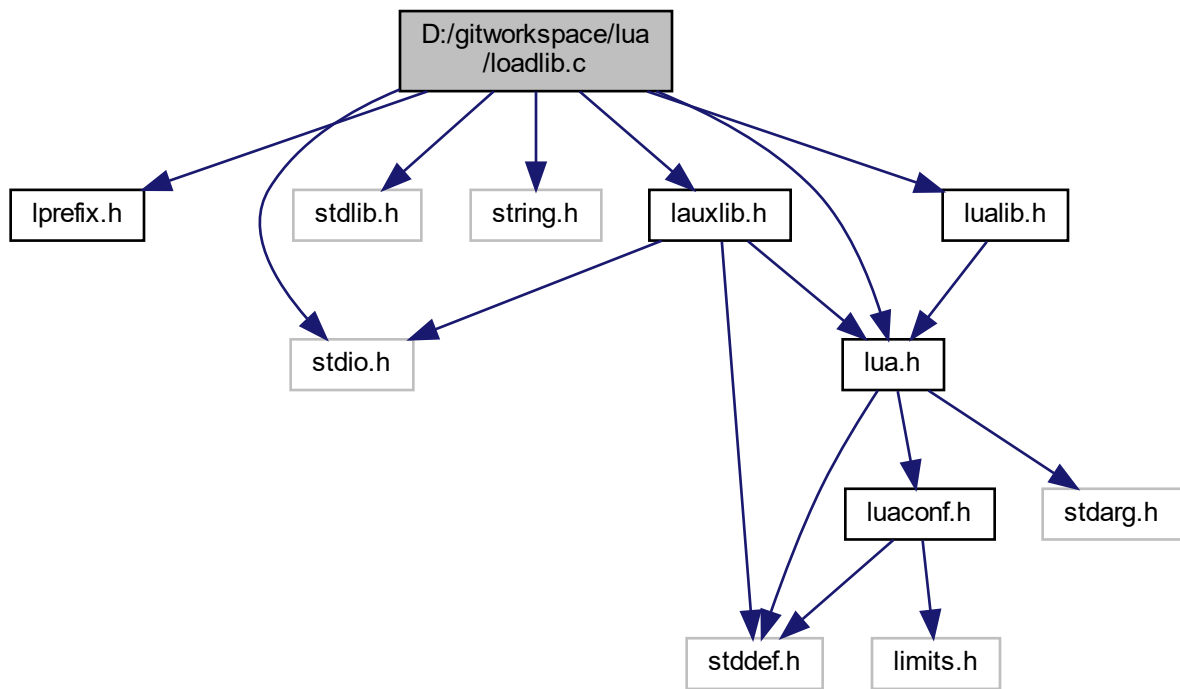 D:/gitworkspace/lua
/loadlib.c
lprefix.h
stdlib.h
string.h
lauxlib.h
lualib.h
stdio.h
lua.h
luaconf.h
stdarg.h
stddef.h
limits.h